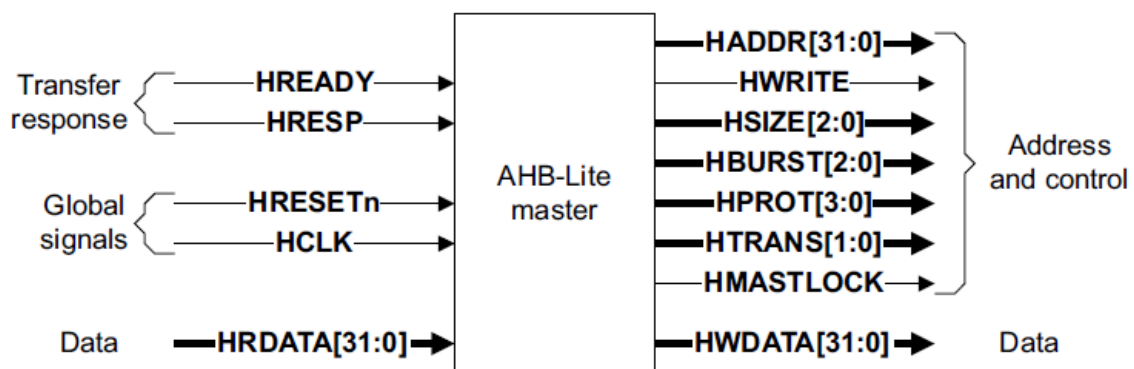 Transfer
response
HREADY
HRESP
Global
signals
HRESETn
HCLK
Data
HRDATA[31:0]
AHB-Lite
master
HADDR[31:0]
HWRITE
HSIZE[2:0]
HBURST[2:0]
HPROT[3:0]
HTRANS[1:0]
HMASTLOCK
Address
and control
HWDATA[31:0]
Data